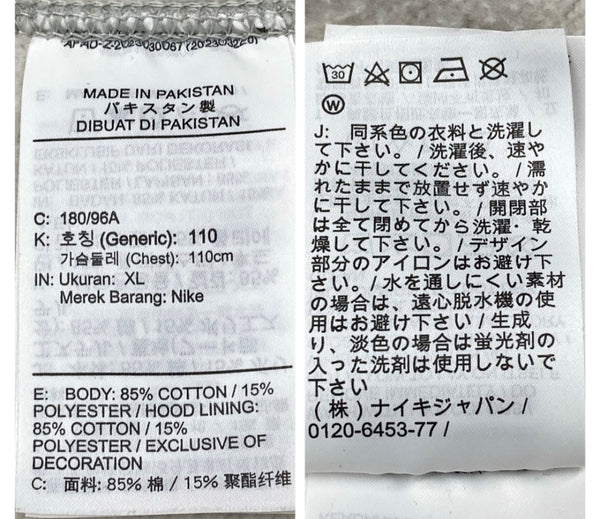 MADE IN PAKISTAN
パキスタン製
DIBUAT DI PAKISTAN
C: 180/96A
K: 호칭 (Generic): 110
가슴둘레 (Chest): 110cm
IN: Ukuran: XL
Merek Barang: Nike
E: BODY: 85% COTTON / 15%
POLYESTER / HOOD LINING:
85% COTTON / 15%
POLYESTER / EXCLUSIVE OF
DECORATION
C: 面料: 85% 棉 / 15% 聚酯纤维
30
W
J: 同系色の衣料と洗濯し
て下さい。/ 洗濯後、速や
かに干してください。/ 濡
れたままで放置せず速やか
に干して下さい。/ 開閉部
は全て閉めてから洗濯・乾
燥して下さい。/ デザイン
部分のアイロンはお避け下
さい。/ 水を通しにくい素材
の場合は、遠心脱水機の使
用はお避け下さい / 生成
り、淡色の場合は蛍光剤の
入った洗剤は使用しないで
下さい
(株) ナイキジャパン /
0120-6453-77 /